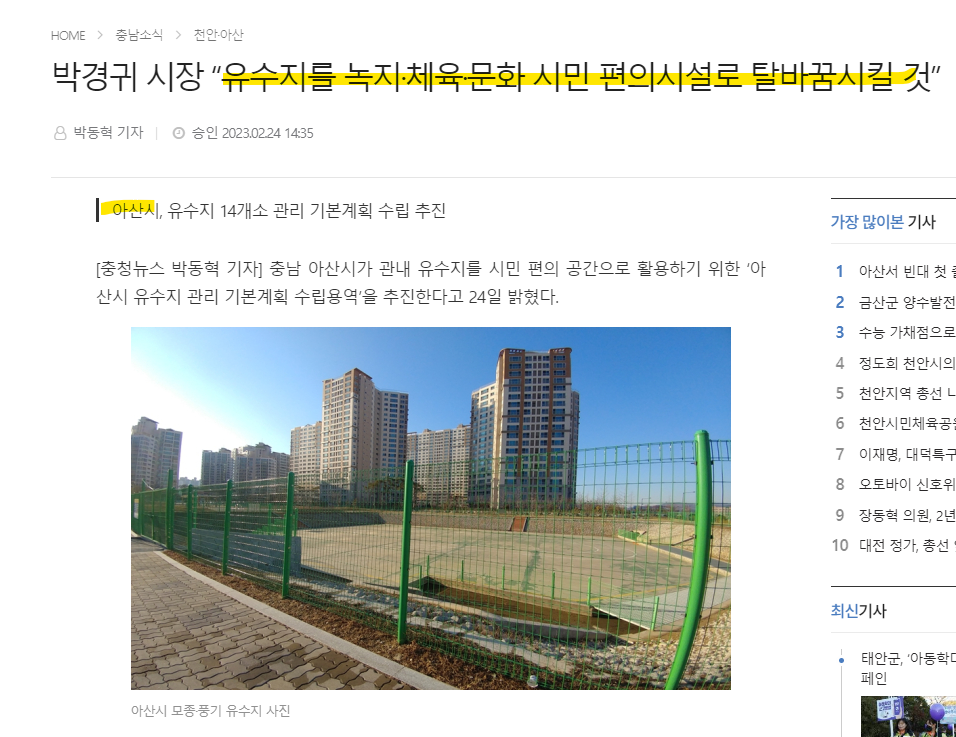 HOME > 충남소식 > 천안·아산
박경귀 시장 “유수지를 녹지·체육·문화 시민 편의시설로 탈바꿈시킬 것”
박동혁 기자 | 승인 2023.02.24 14:35
아산시, 유수지 14개소 관리 기본계획 수립 추진
[충청뉴스 박동혁 기자] 충남 아산시가 관내 유수지를 시민 편의 공간으로 활용하기 위한 ‘아
산시 유수지 관리 기본계획 수립용역’을 추진한다고 24일 밝혔다.
아산시 모종·풍기 유수지 사진
가장 많이본 기사
1 아산서 빈대 첫
2 금산군 양수발전
3 수능 가채점으로
4 정도희 천안시의
5 천안지역 총선
6 천안시민체육공원
7 이재명, 대덕특구
8 오토바이 신호위
9 장동혁 의원, 2년
10 대전 정가, 총선
최신기사
태안군, ‘아동학대
페인